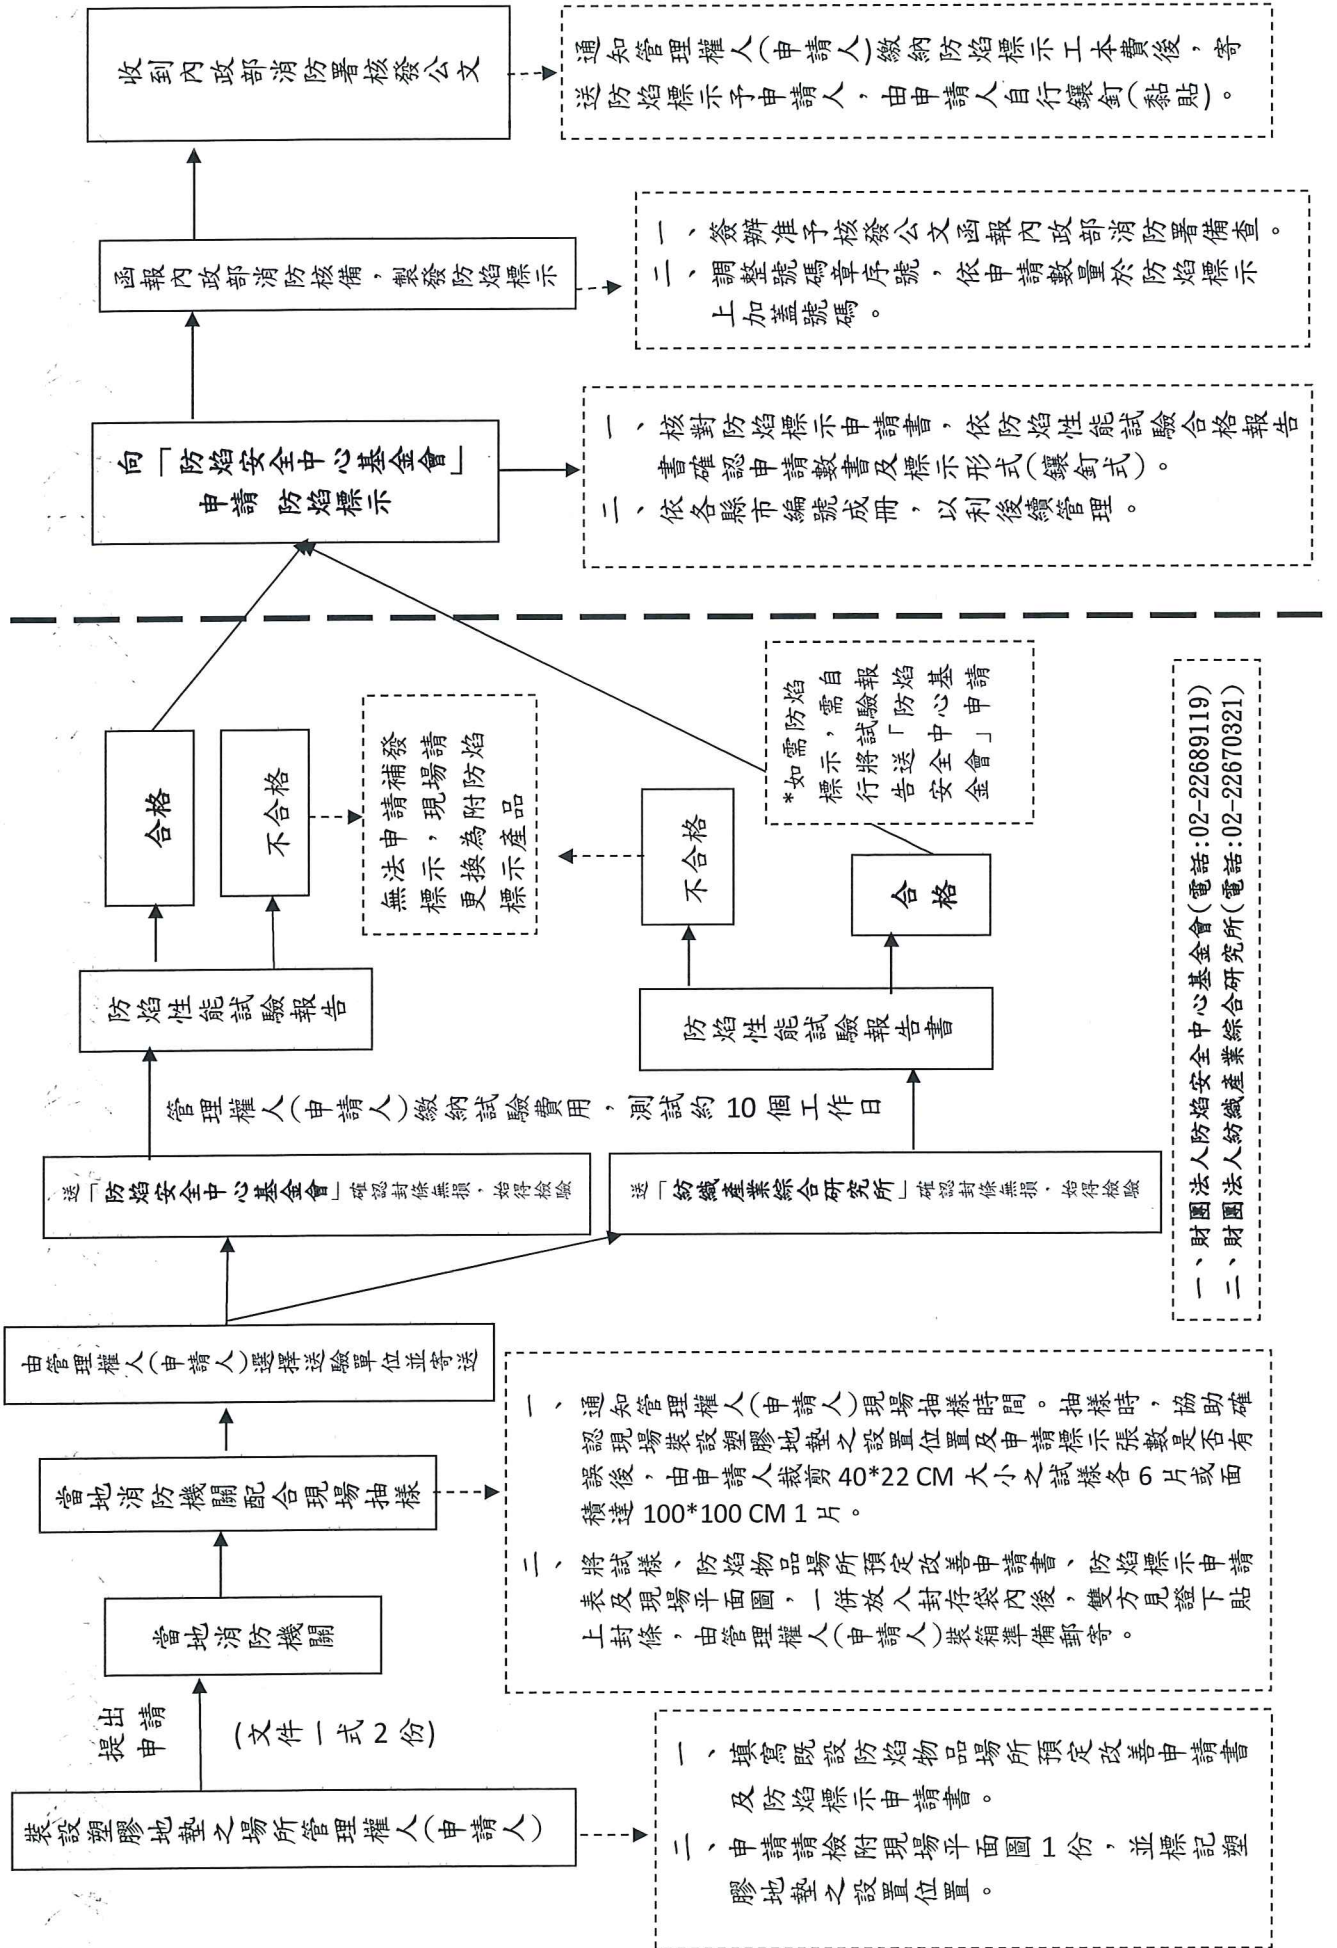 裝設塑膠地墊之場所管理權人(申請人)
一、填寫既設防焰物品場所預定改善申請書
及防焰標示申請書。
二、申請請檢附現場平面圖1份，並標記塑
膠地墊之設置位置。
提出
申請
(文件一式2份)
當地消防機關
當地消防機關配合現場抽樣
一、通知管理權人(申請人)現場抽樣時間。抽樣時，協助確
認現場裝設塑膠地墊之設置位置及申請標示張數是否有
誤後，由申請人裁剪 40*22 CM 大小之試樣各 6 片或面
積達 100*100 CM 1 片。
二、將試樣、防焰物品場所預定改善申請書、防焰標示申請
表及現場平面圖，一併放入封存袋內後，雙方見證下貼
上封條，由管理權人(申請人)裝箱準備郵寄。
由管理權人(申請人)選擇送驗單位並寄送
送「防焰安全中心基金會」確認封條無損，始得檢驗
送「紡織產業綜合研究所」確認封條無損，始得檢驗
管理權人(申請人)繳納試驗費用，測試約 10 個工作日
防焰性能試驗報告
合格
不合格
無法申請補發
標示，現場請
更換為附防焰
標示產品
防焰性能試驗報告書
不合格
合
格
*如需防焰
標示，需自
行將試驗報
告送「防焰
安全中心基
金會」申請
一、財團法人防焰安全中心基金會(電話:02-22689119)
二、財團法人紡織產業綜合研究所(電話:02-22670321)
向「防焰安全中心基金會」
申請 防焰標示
一、核對防焰標示申請書，依防焰性能試驗合格報告
書確認申請數書及標示形式(鑲釘式)。
二、依各縣市編號成冊，以利後續管理。
函報內政部消防核備，製發防焰標示
一、簽辦准予核發公文函報內政部消防署備查。
二、調整號碼章序號，依申請數量於防焰標示
上加蓋號碼。
收到內政部消防署核發公文
通知管理權人(申請人)繳納防焰標示工本費後，寄
送防焰標示予申請人，由申請人自行鑲釘(黏貼)。